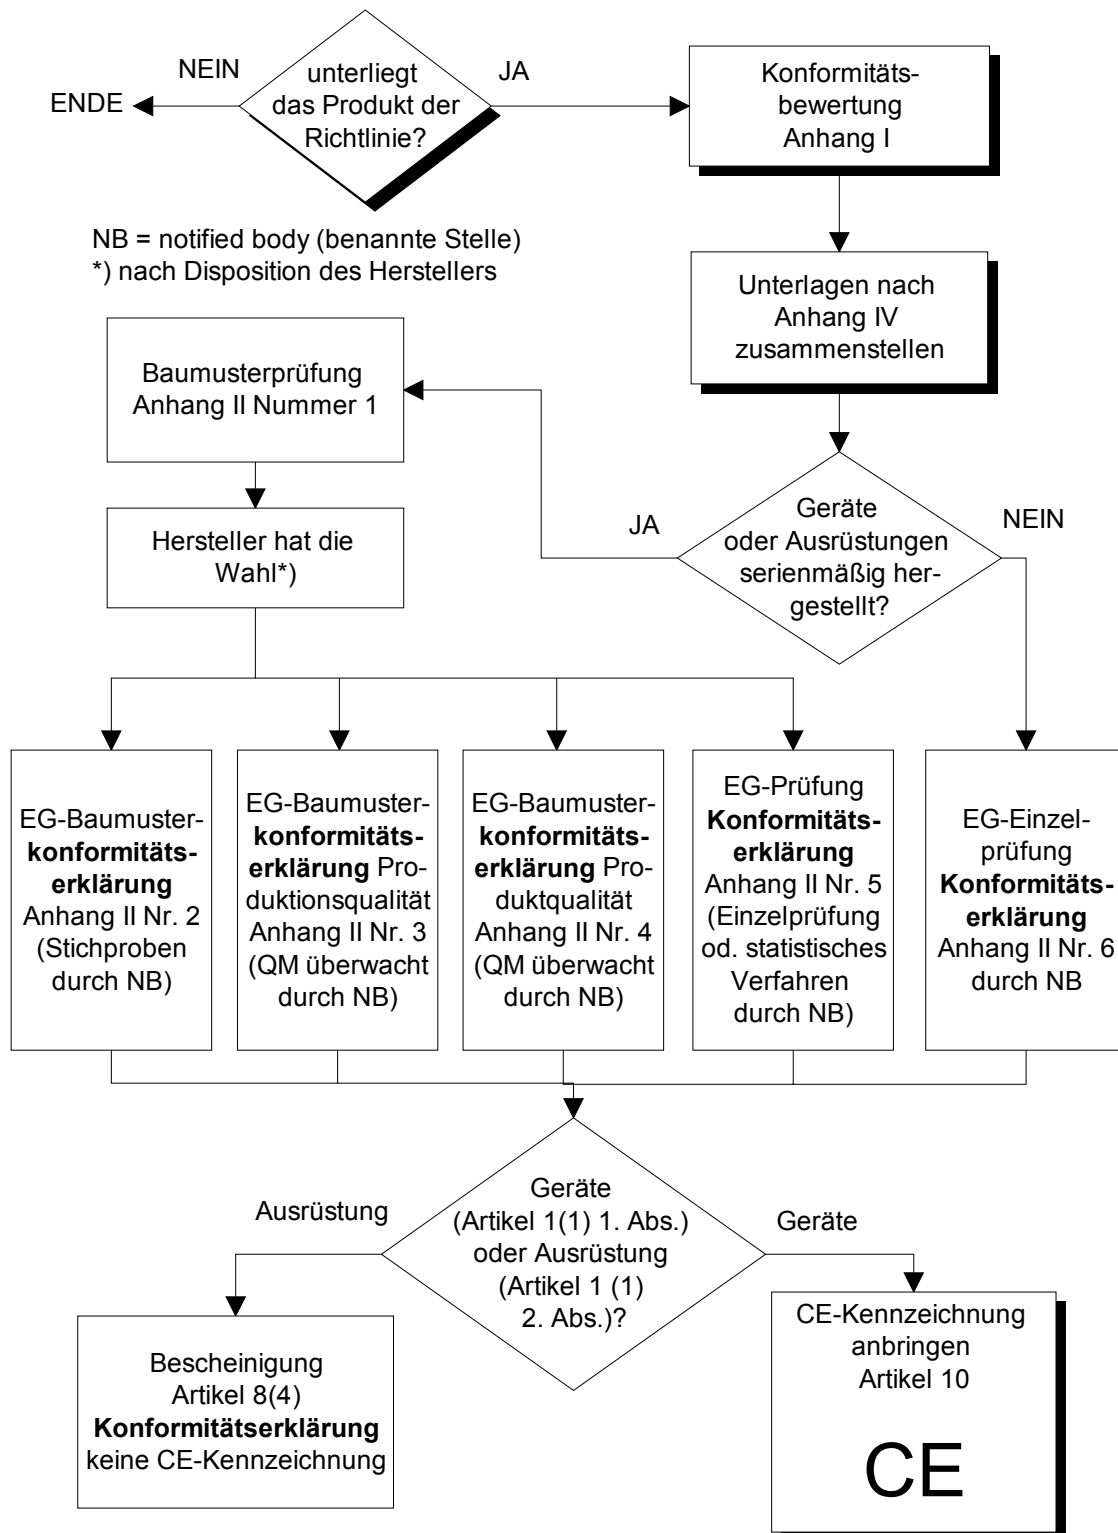 NEIN
unterliegt
das Produkt der
Richtlinie?
JA
ENDE
Konformitäts-
bewertung
Anhang I
NB = notified body (benannte Stelle)
*) nach Disposition des Herstellers
Unterlagen nach
Anhang IV
zusammenstellen
Baumusterprüfung
Anhang II Nummer 1
Hersteller hat die
Wahl*)
JA
Geräte
oder Ausrüstungen
serienmäßig her-
gestellt?
NEIN
EG-Baumuster-
konformitäts-
erklärung
Anhang II Nr. 2
(Stichproben
durch NB)
EG-Baumuster-
konformitäts-
erklärung Pro-
duktionsqualität
Anhang II Nr. 3
(QM überwacht
durch NB)
EG-Baumuster-
konformitäts-
erklärung Pro-
duktqualität
Anhang II Nr. 4
(QM überwacht
durch NB)
EG-Prüfung
Konformitäts-
erklärung
Anhang II Nr. 5
(Einzelprüfung
od. statistisches
Verfahren
durch NB)
EG-Einzel-
prüfung
Konformitäts-
erklärung
Anhang II Nr. 6
durch NB
Ausrüstung
Geräte
(Artikel 1(1) 1. Abs.)
oder Ausrüstung
(Artikel 1 (1)
2. Abs.)?
Geräte
Bescheinigung
Artikel 8(4)
Konformitätserklärung
keine CE-Kennzeichnung
CE-Kennzeichnung
anbringen
Artikel 10
CE